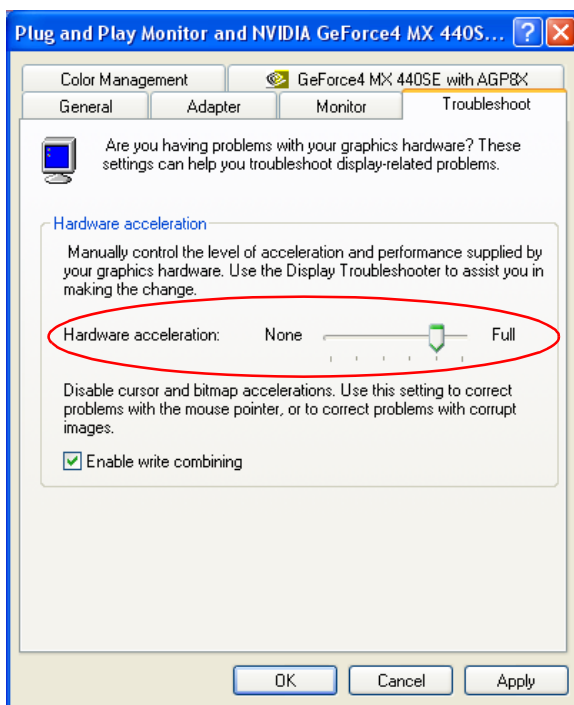 Plug and Play Monitor and NVIDIA GeForce4 MX 440S...
Color Management
GeForce4 MX 440SE with AGP8X
General
Adapter
Monitor
Troubleshoot
Are you having problems with your graphics hardware? These
settings can help you troubleshoot display-related problems.
Hardware acceleration
Manually control the level of acceleration and performance supplied by
your graphics hardware. Use the Display Troubleshooter to assist you in
making the change.
Hardware acceleration: None Full
Disable cursor and bitmap accelerations. Use this setting to correct
problems with the mouse pointer, or to correct problems with corrupt
images.
Enable write combining
OK
Cancel
Apply